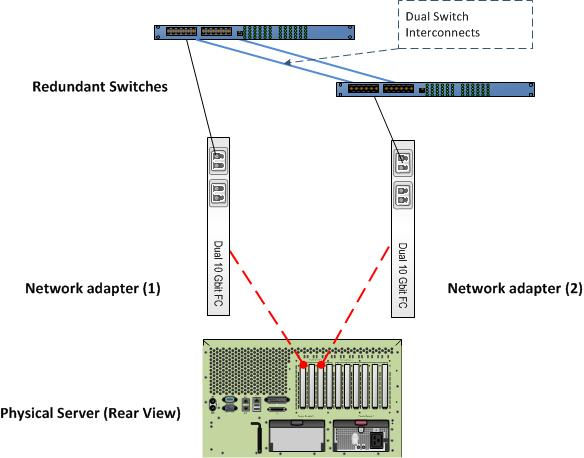 Dual Switch
Interconnects
Redundant Switches
Dual 10 Gbit FC
Dual 10 Gbit FC
Network adapter (1)
Network adapter (2)
Physical Server (Rear View)